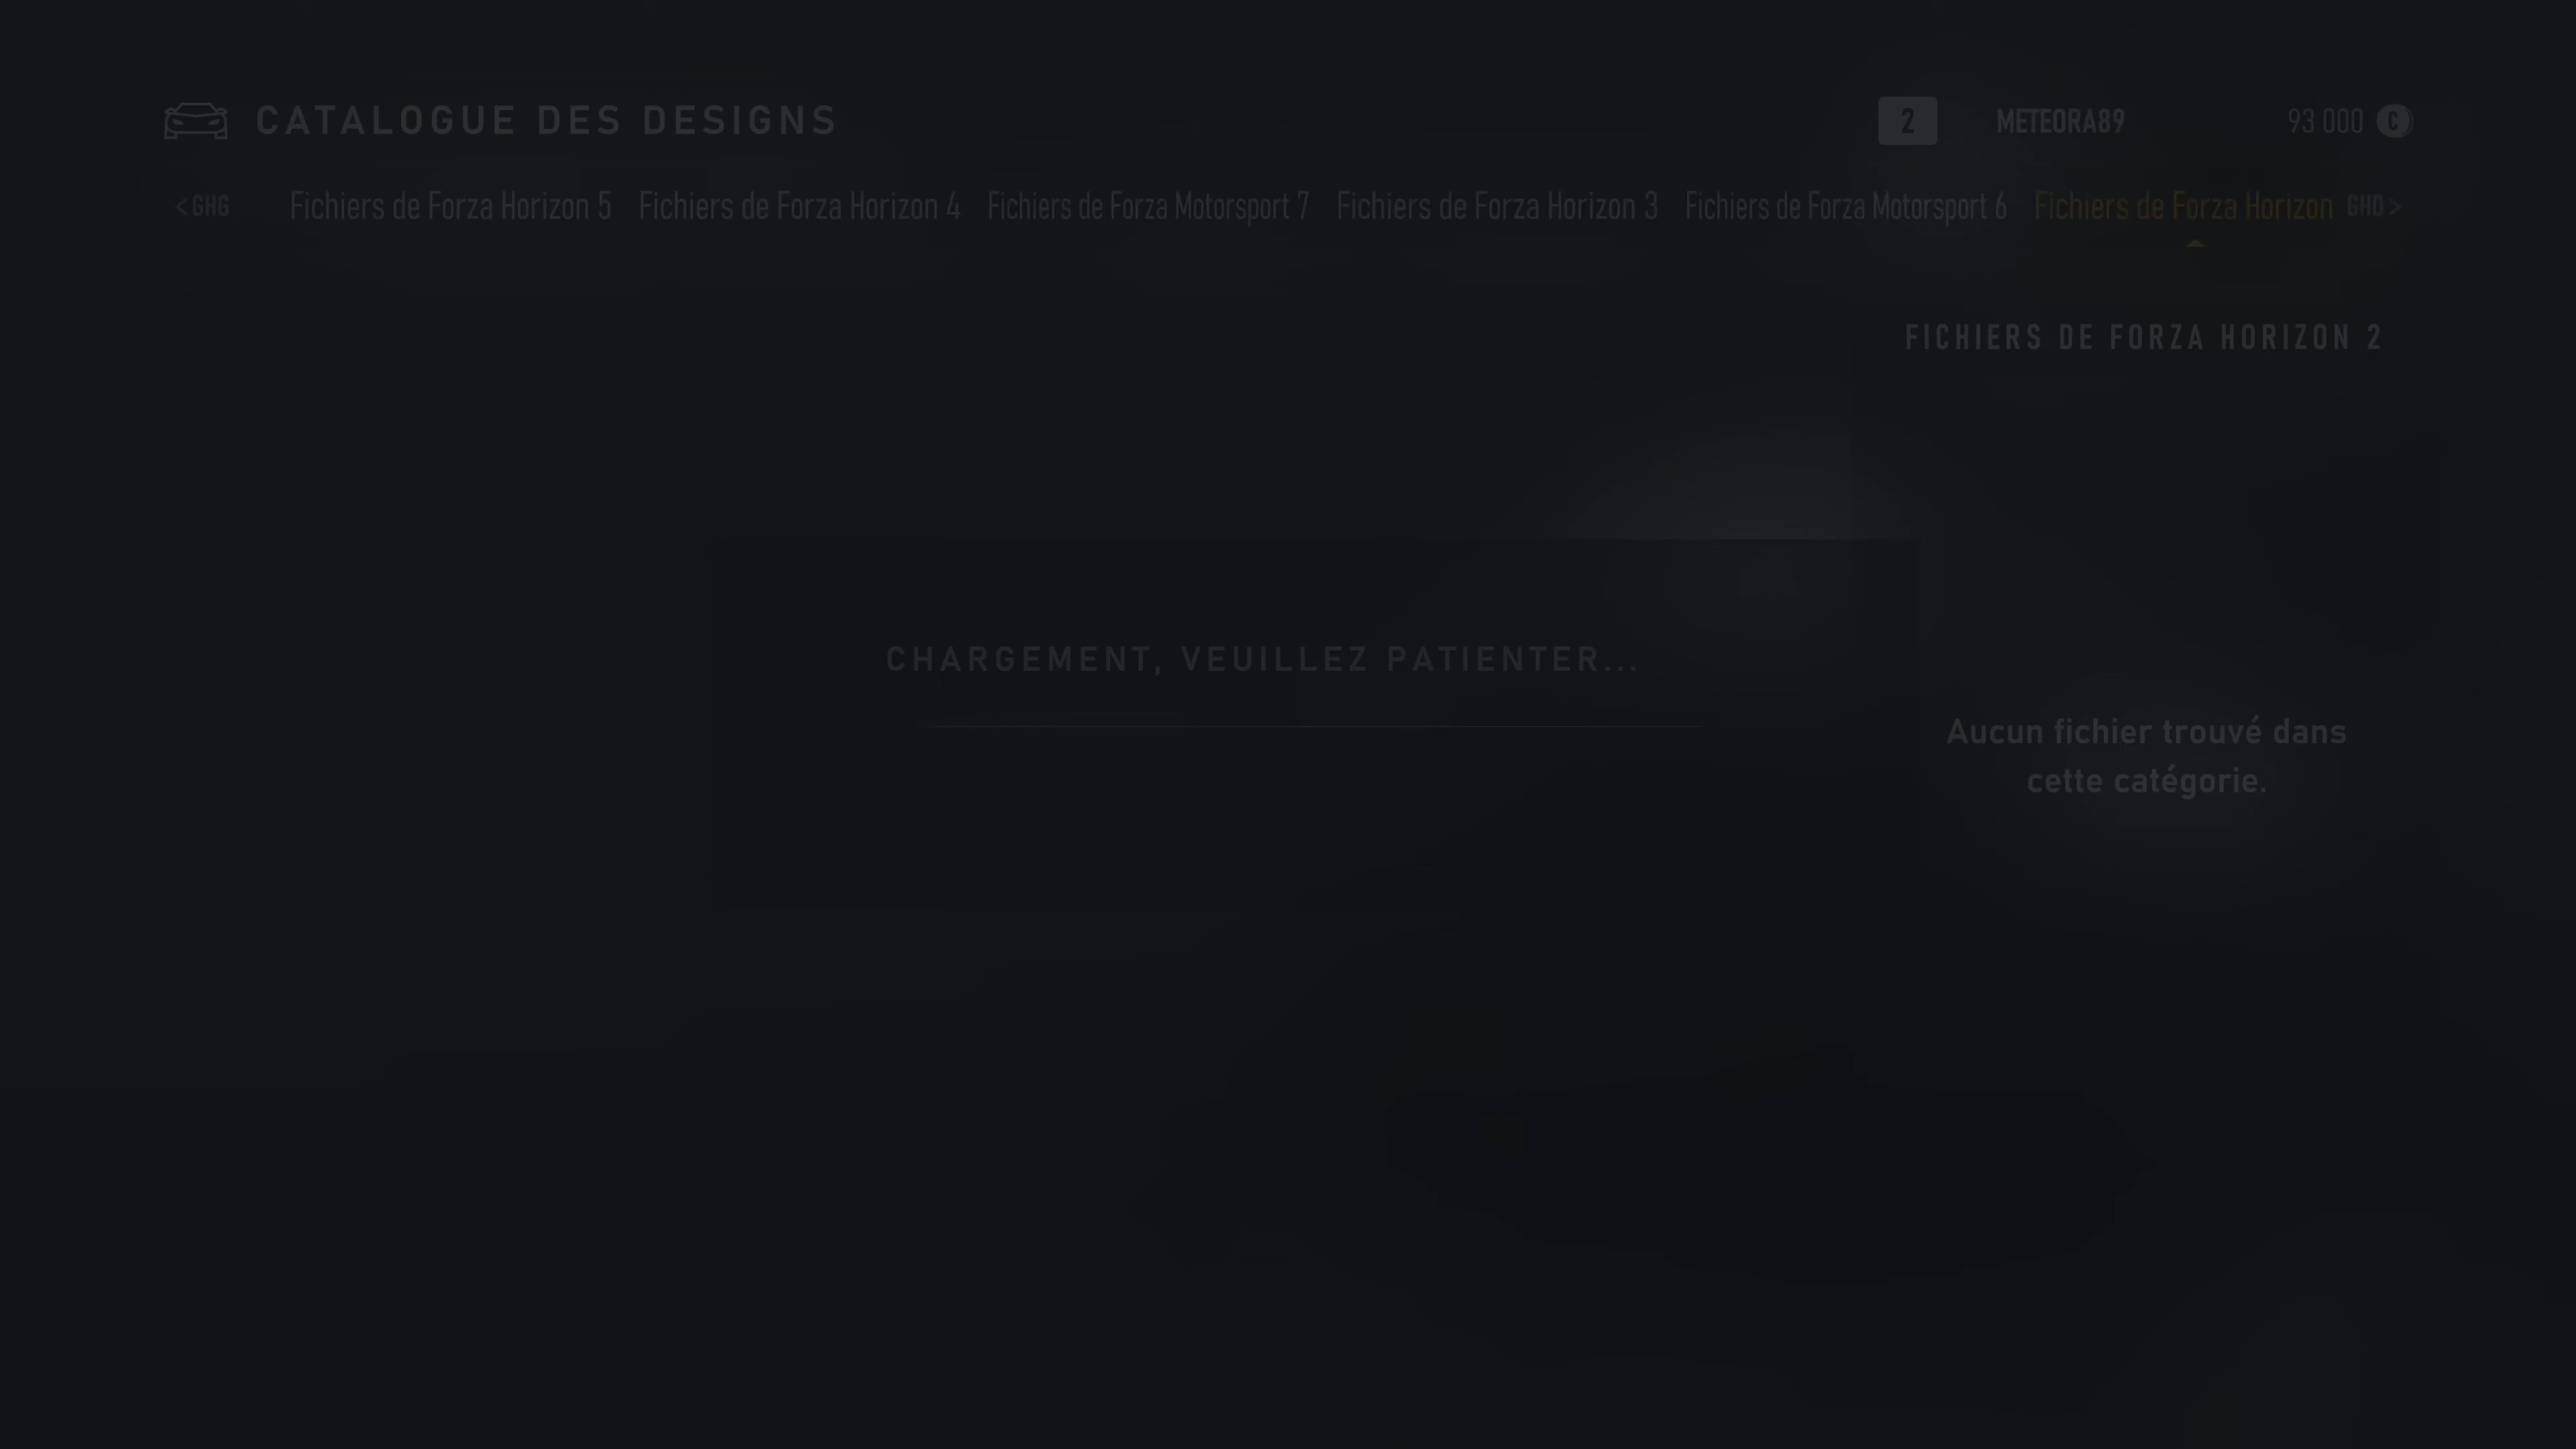 CATALOGUE DES DESIGNS
2 METEORA89 93 000 C
< GHG Fichiers de Forza Horizon 5 Fichiers de Forza Horizon 4 Fichiers de Forza Motorsport 7 Fichiers de Forza Horizon 3 Fichiers de Forza Motorsport 6 Fichiers de Forza Horizon GHD >
FICHIERS DE FORZA HORIZON 2
CHARGEMENT, VEUILLEZ PATIENTER...
Aucun fichier trouvé dans
cette catégorie.